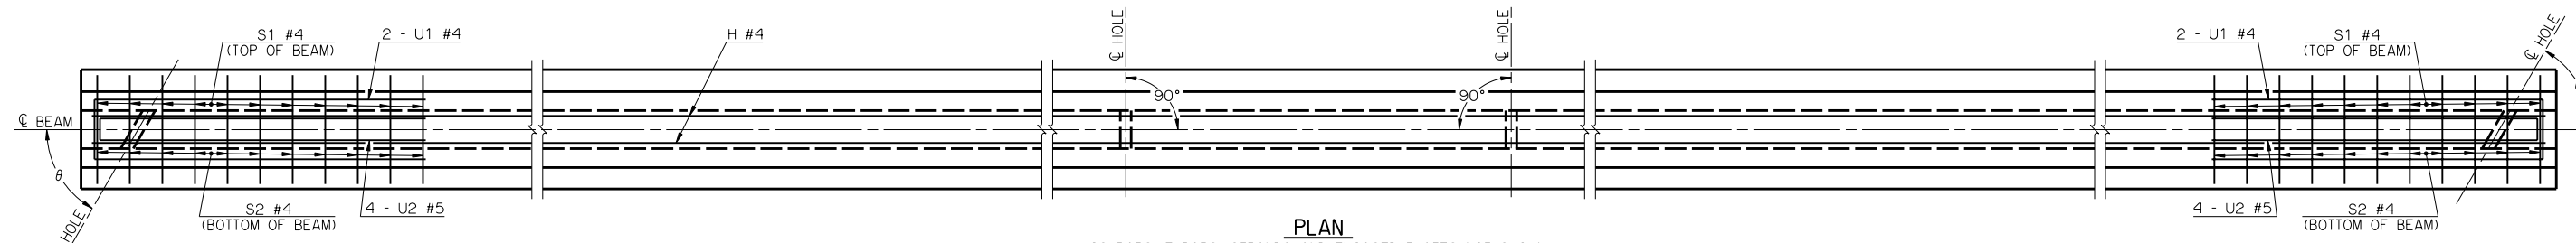 S1 #4
(TOP OF BEAM)
2 - U1 #4
H #4
℄ HOLE
℄ HOLE
2 - U1 #4
S1 #4
(TOP OF BEAM)
℄ HOLE
90°
90°
℄ BEAM
θ
HOLE
S2 #4
(BOTTOM OF BEAM)
4 - U2 #5
4 - U2 #5
S2 #4
(BOTTOM OF BEAM)
PLAN